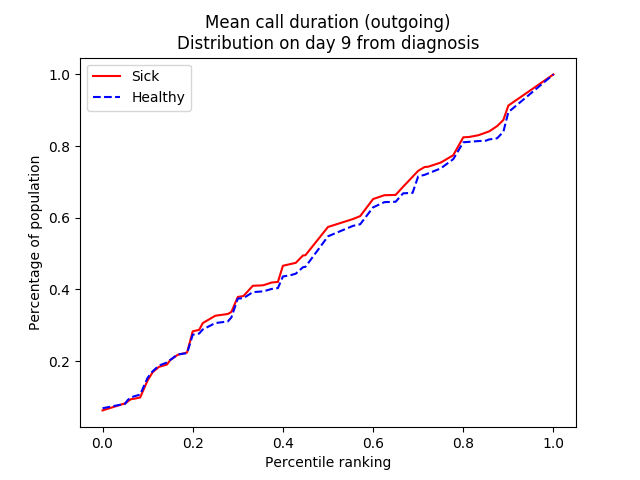 Mean call duration (outgoing)
Distribution on day 9 from diagnosis
Sick
Healthy
Percentage of population
1.0
0.8
0.6
0.4
0.2
0.0 0.2 0.4 0.6 0.8 1.0
Percentile ranking